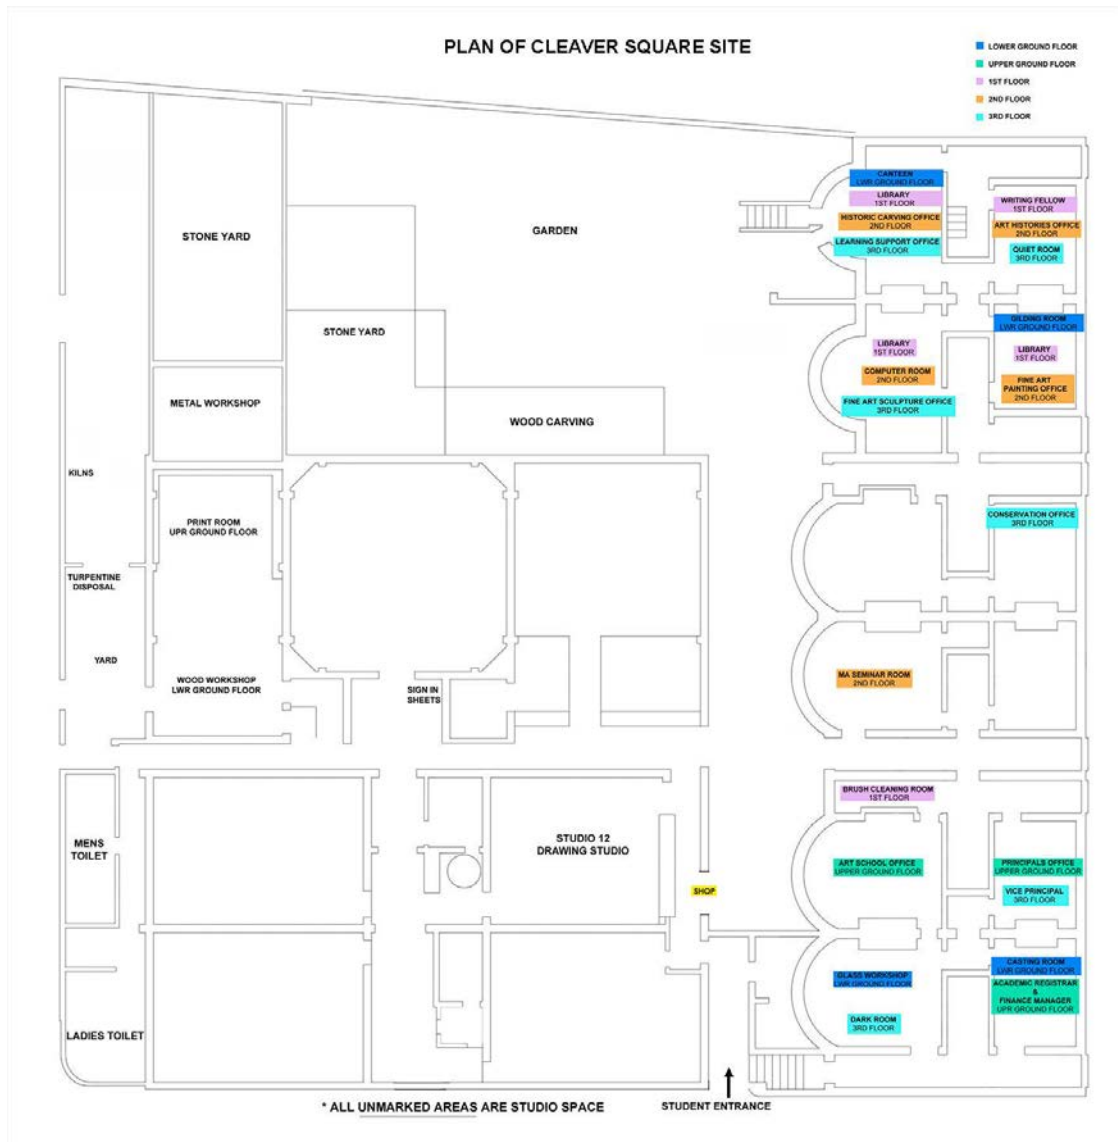 PLAN OF CLEAVER SQUARE SITE
LOWER GROUND FLOOR
UPPER GROUND FLOOR
1ST FLOOR
2ND FLOOR
3RD FLOOR
CANTEEN
LWR GROUND FLOOR
LIBRARY
1ST FLOOR
HISTORIC CARVING OFFICE
2ND FLOOR
LEARNING SUPPORT OFFICE
3RD FLOOR
WRITING FELLOW
1ST FLOOR
ART HISTORIES OFFICE
2ND FLOOR
QUIET ROOM
3RD FLOOR
STONE YARD
GARDEN
STONE YARD
GILDING ROOM
LWR GROUND FLOOR
LIBRARY
1ST FLOOR
COMPUTER ROOM
2ND FLOOR
FINE ART SCULPTURE OFFICE
3RD FLOOR
LIBRARY
1ST FLOOR
FINE ART
PAINTING OFFICE
2ND FLOOR
METAL WORKSHOP
WOOD CARVING
KILNS
PRINT ROOM
UPR GROUND FLOOR
CONSERVATION OFFICE
3RD FLOOR
TURPENTINE
DISPOSAL
YARD
WOOD WORKSHOP
LWR GROUND FLOOR
SIGN IN
SHEETS
MA SEMINAR ROOM
2ND FLOOR
BRUSH CLEANING ROOM
1ST FLOOR
MENS
TOILET
STUDIO 12
DRAWING STUDIO
SHOP
ART SCHOOL OFFICE
UPPER GROUND FLOOR
PRINCIPALS OFFICE
UPPER GROUND FLOOR
VICE PRINCIPAL
3RD FLOOR
GLASS WORKSHOP
LWR GROUND FLOOR
DARK ROOM
3RD FLOOR
CASTING ROOM
LWR GROUND FLOOR
ACADEMIC REGISTRAR
&
FINANCE MANAGER
UPR GROUND FLOOR
LADIES TOILET
* ALL UNMARKED AREAS ARE STUDIO SPACE
STUDENT ENTRANCE